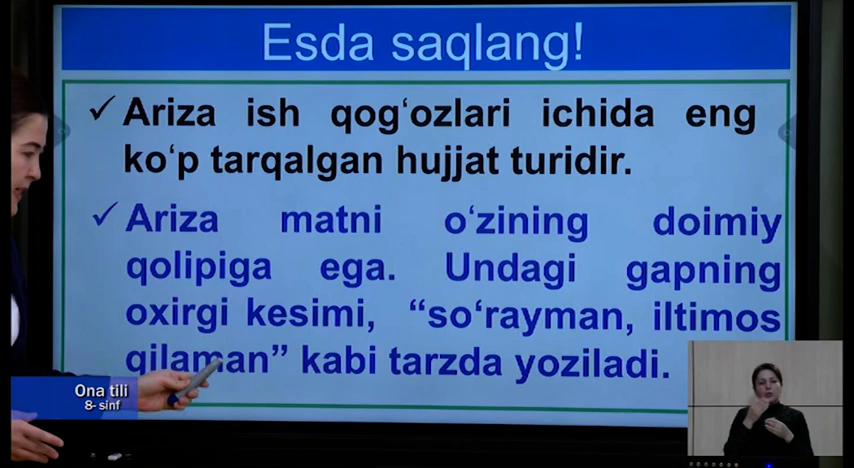 Esda saqlang!
✓ Ariza ish qog‘ozlari ichida eng
ko‘p tarqalgan hujjat turidir.
✓ Ariza matni o‘zining doimiy
qolipiga ega. Undagi gapning
oxirgi kesimi, “so‘rayman, iltimos
qilaman” kabi tarzda yoziladi.
Ona tili
8- sinf